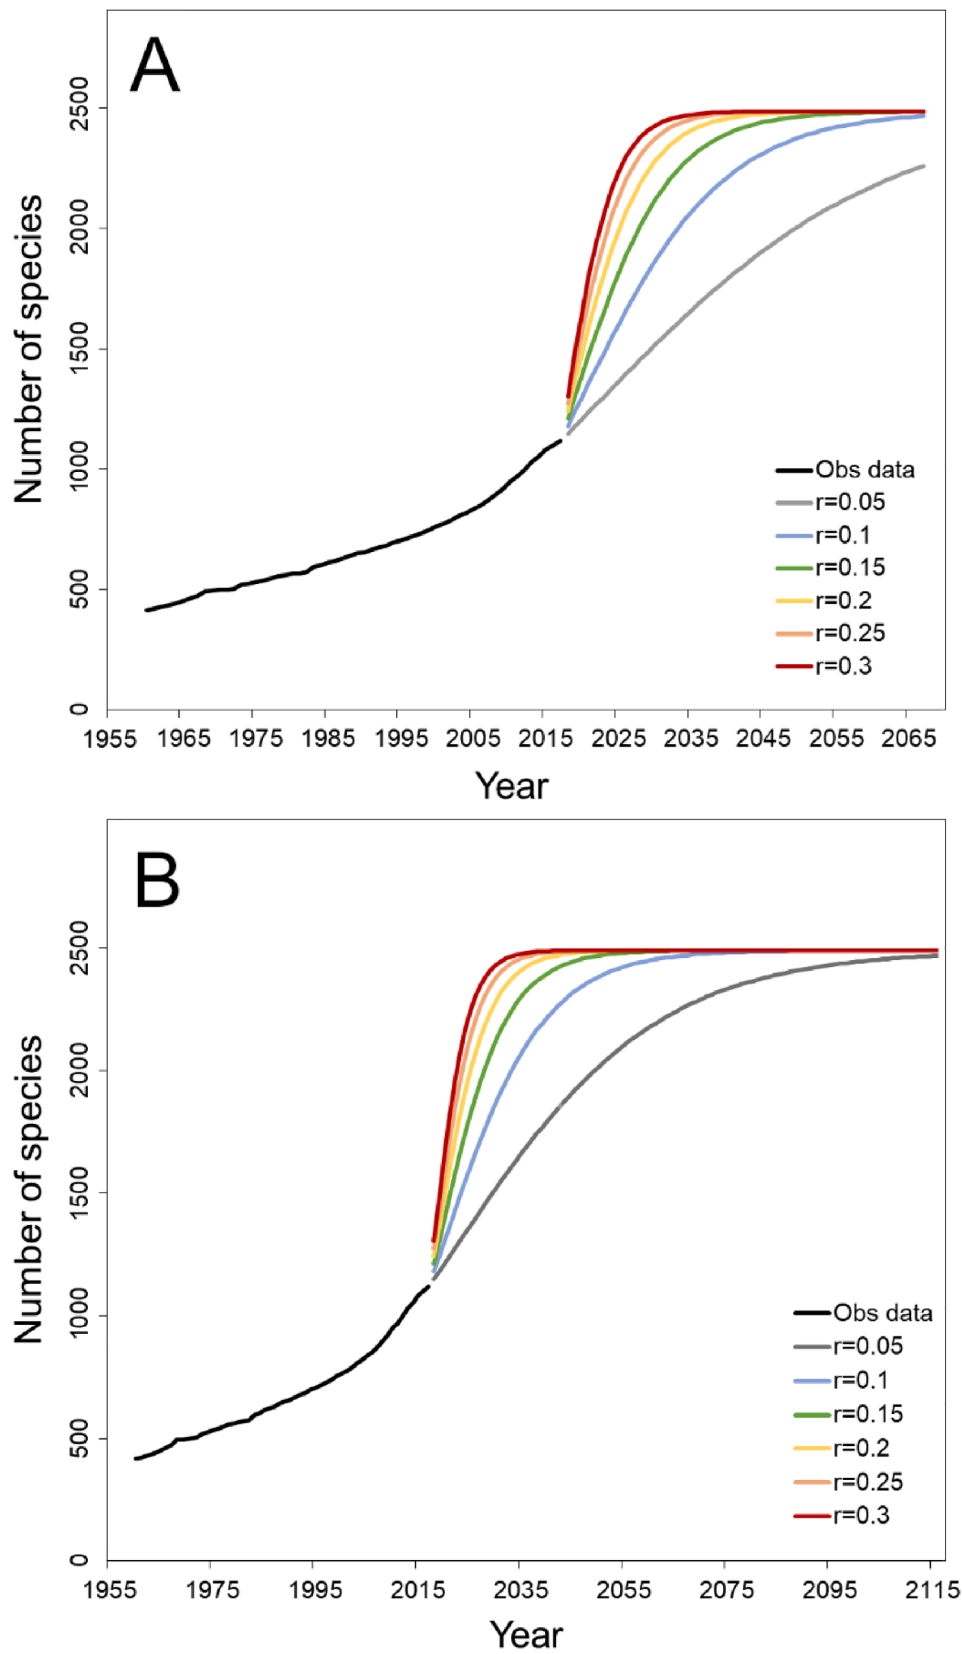 A
Number of species
2500
2000
1500
1000
500
0
Obs data
r=0.05
r=0.1
r=0.15
r=0.2
r=0.25
r=0.3
1955 1965 1975 1985 1995 2005 2015 2025 2035 2045 2055 2065
Year
B
Number of species
2500
2000
1500
1000
500
0
Obs data
r=0.05
r=0.1
r=0.15
r=0.2
r=0.25
r=0.3
1955 1975 1995 2015 2035 2055 2075 2095 2115
Year